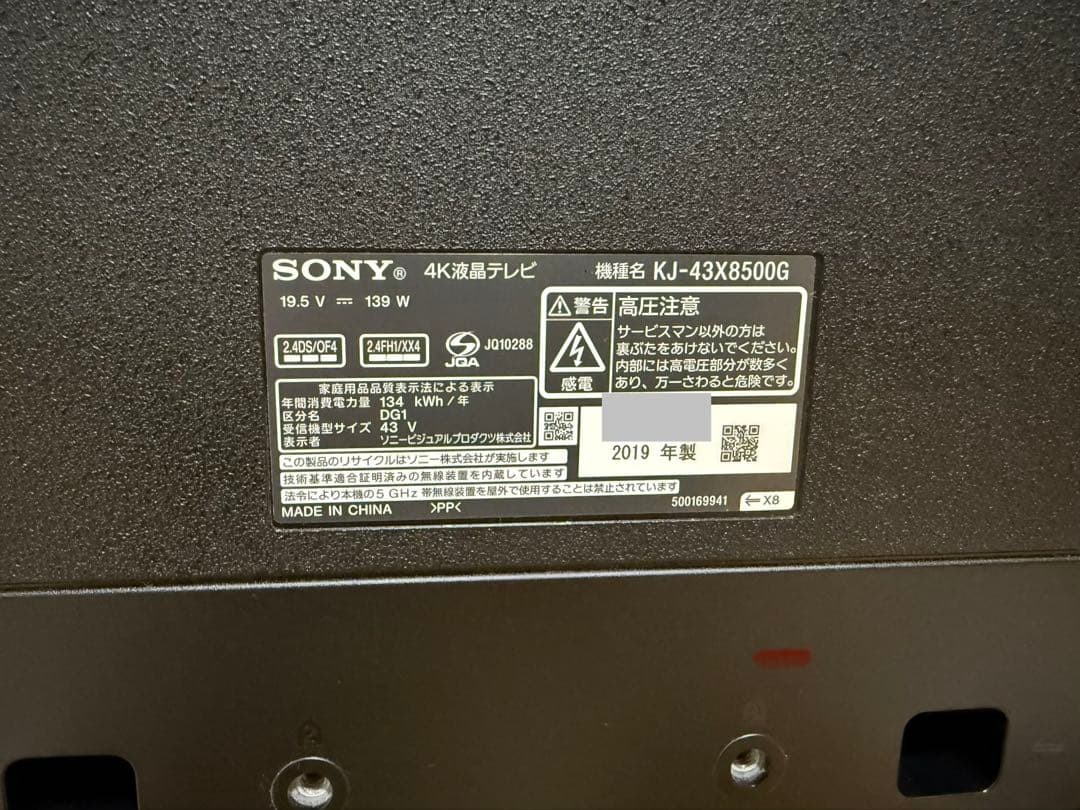 SONY® 4K液晶テレビ 機種名 KJ-43X8500G
19.5 V ⎓ 139 W
2.4DS/OF4 2.4FH1/XX4 JQA JQ10288
警告 高圧注意
サービスマン以外の方は
裏ぶたをあけないでください。
内部には高電圧部分が数多く
あり、万一さわると危険です。
感電
家庭用品品質表示法による表示
年間消費電力量 134 kWh/年
区分名 DG1
受信機型サイズ 43 V
表示者 ソニービジュアルプロダクツ株式会社
2019 年製
この製品のリサイクルはソニー株式会社が実施します
技術基準適合証明済みの無線装置を内蔵しています
法令により本機の5 GHz 帯無線装置を屋外で使用することは禁止されています
MADE IN CHINA >PP< 500169941 ⇐X8
2